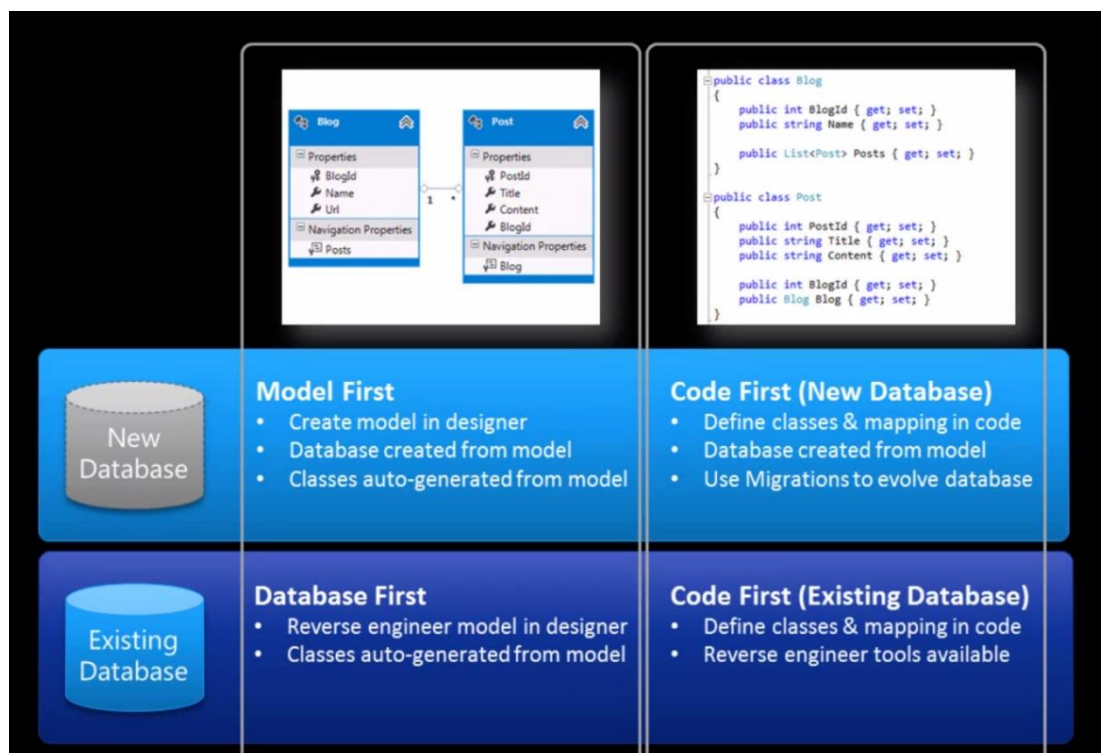 Blog
Properties
BlogId
Name
Url
Navigation Properties
Posts
1 *
Post
Properties
PostId
Title
Content
BlogId
Navigation Properties
Blog
public class Blog
{
public int BlogId { get; set; }
public string Name { get; set; }
public List<Post> Posts { get; set; }
}
public class Post
{
public int PostId { get; set; }
public string Title { get; set; }
public string Content { get; set; }
public int BlogId { get; set; }
public Blog Blog { get; set; }
}
New
Database
Model First
• Create model in designer
• Database created from model
• Classes auto-generated from model
Code First (New Database)
• Define classes & mapping in code
• Database created from model
• Use Migrations to evolve database
Existing
Database
Database First
• Reverse engineer model in designer
• Classes auto-generated from model
Code First (Existing Database)
• Define classes & mapping in code
• Reverse engineer tools available